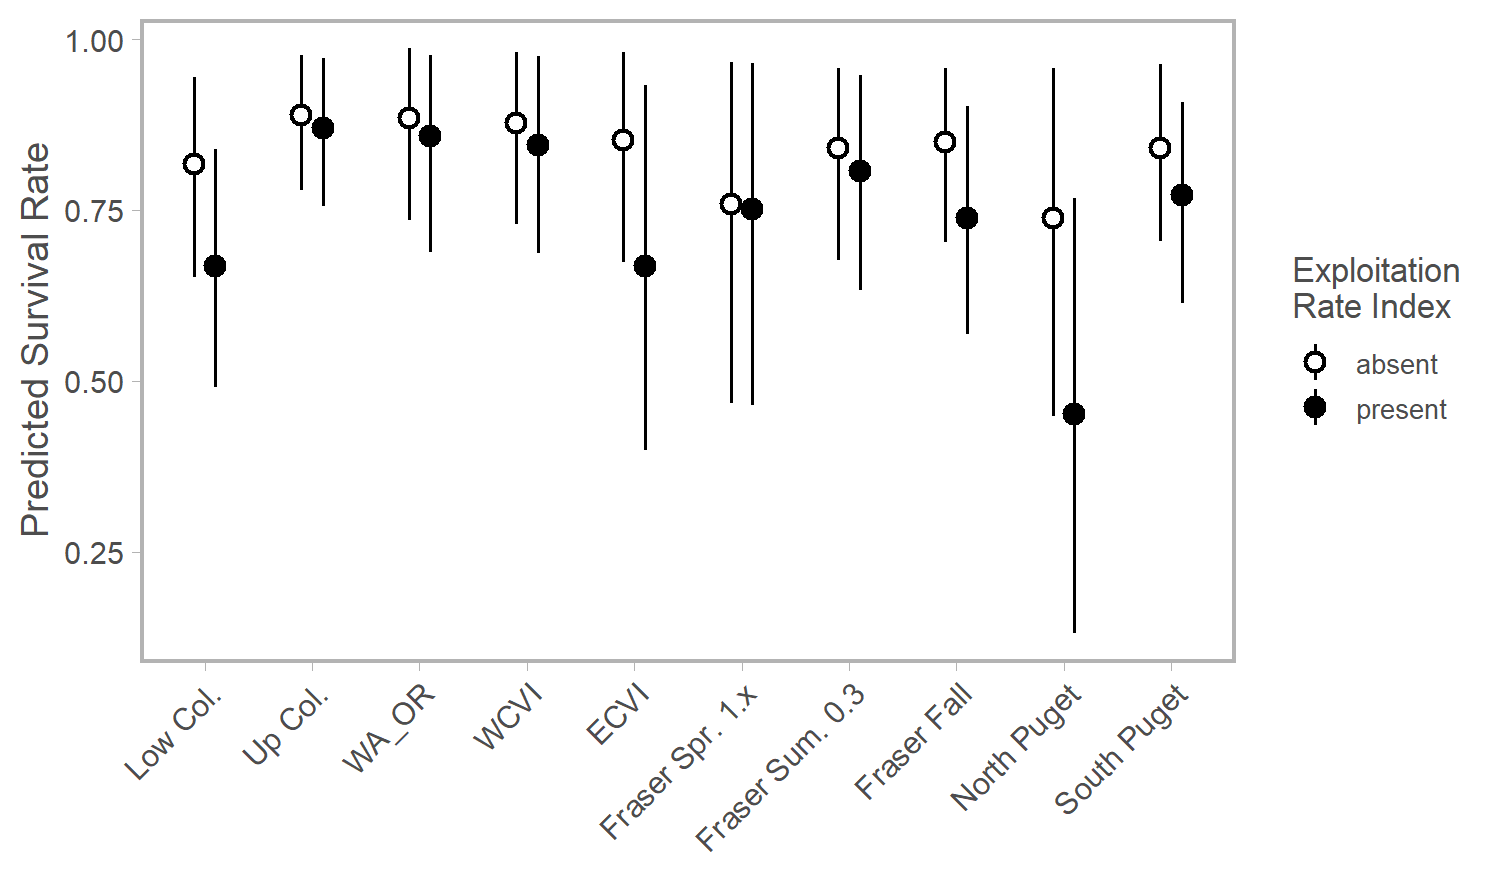 Predicted Survival Rate
1.00
0.75
0.50
0.25
Low Col.
Up Col.
WA_OR
WCVI
ECVI
Fraser Spr. 1.x
Fraser Sum. 0.3
Fraser Fall
North Puget
South Puget
Exploitation
Rate Index
absent
present